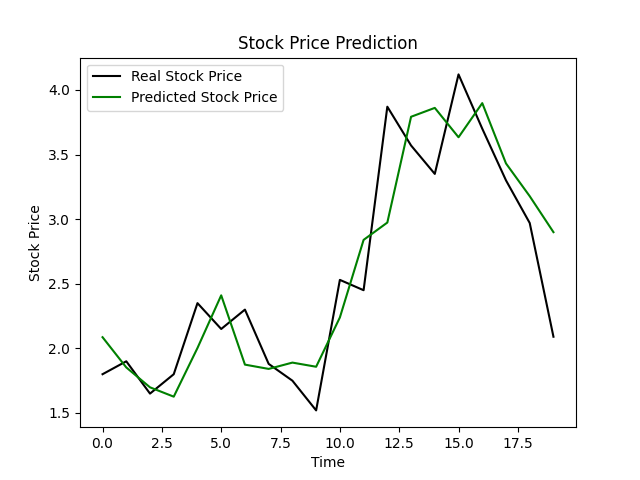 Stock Price Prediction
Real Stock Price
Predicted Stock Price
4.0
3.5
3.0
2.5
2.0
1.5
Stock Price
0.0 2.5 5.0 7.5 10.0 12.5 15.0 17.5
Time